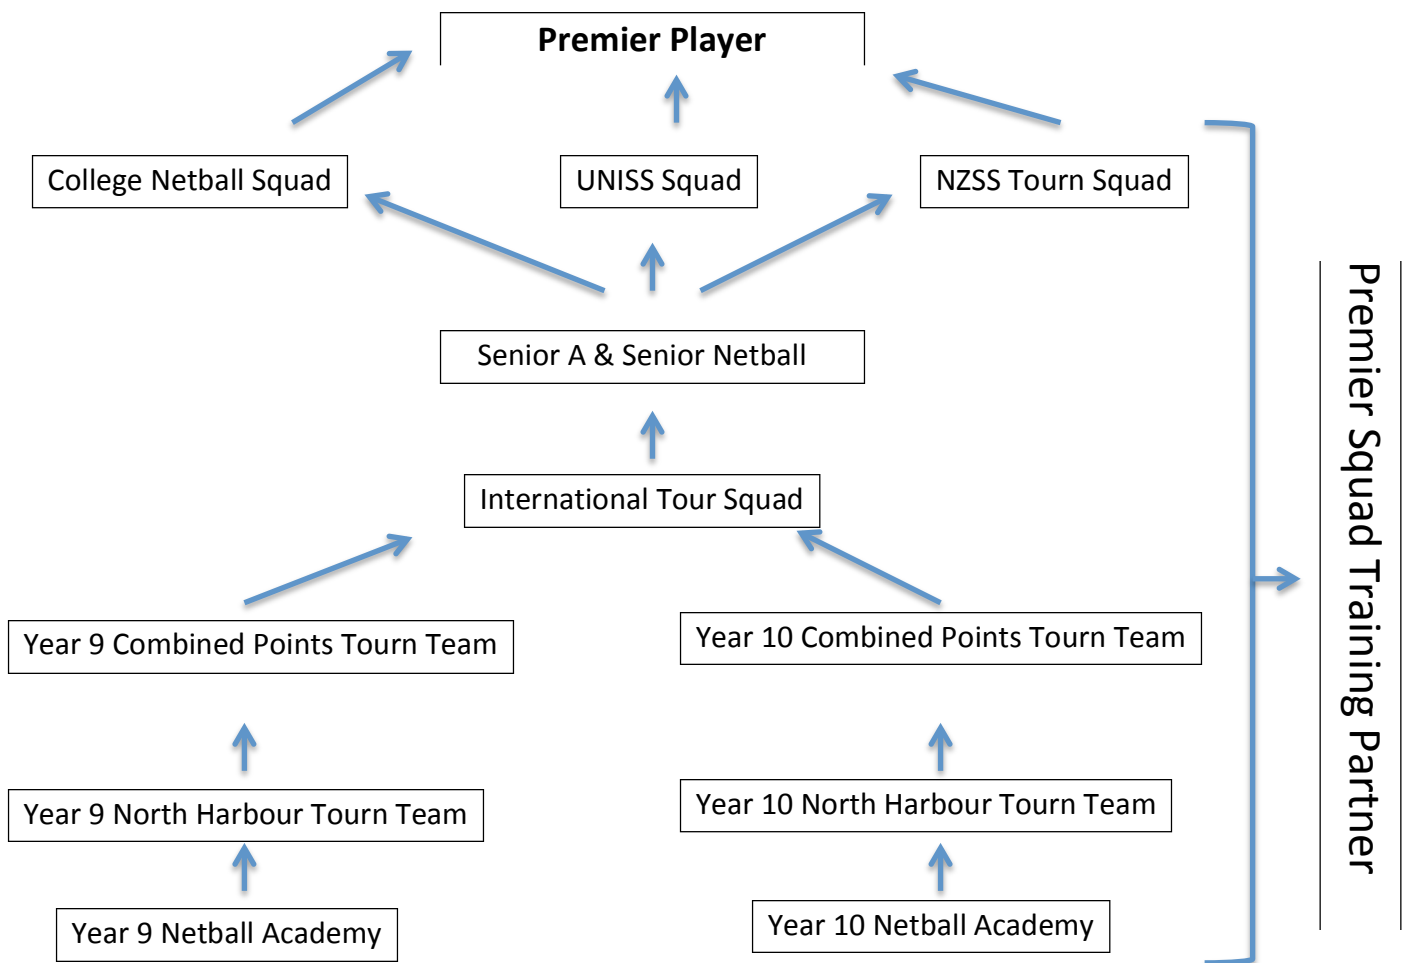 Premier Player
College Netball Squad
UNISS Squad
NZSS Tourn Squad
Senior A & Senior Netball
International Tour Squad
Year 9 Combined Points Tourn Team
Year 10 Combined Points Tourn Team
Year 9 North Harbour Tourn Team
Year 10 North Harbour Tourn Team
Year 9 Netball Academy
Year 10 Netball Academy
Premier Squad Training Partner